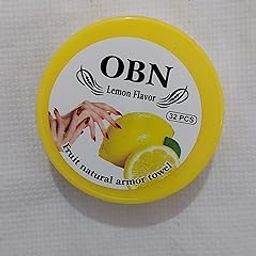 OBN
Lemon Flavor
32 PCS
Fruit natural armor towel